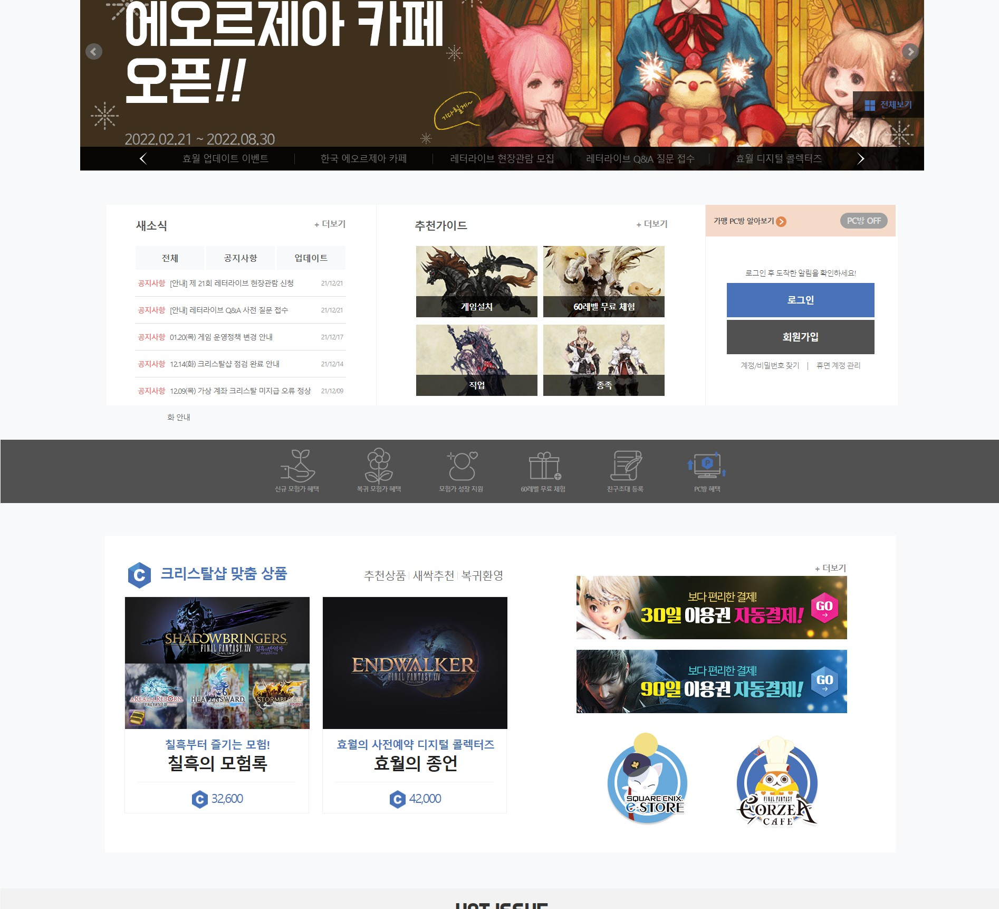 에오르제아 카페
오픈!!
기다릴게~
2022.02.21 ~ 2022.08.30
전체보기
효월 업데이트 이벤트
한국 에오르제아 카페
레터라이브 현장관람 모집
레터라이브 Q&A 질문 접수
효월 디지털 콜렉터즈
새소식
+ 더보기
전체
공지사항
업데이트
공지사항 [안내] 제 21회 레터라이브 현장관람 신청 21/12/21
공지사항 [안내] 레터라이브 Q&A 사전 질문 접수 21/12/21
공지사항 01.20(목) 게임 운영정책 변경 안내 21/12/17
공지사항 12.14(화) 크리스탈샵 점검 완료 안내 21/12/14
공지사항 12.09(목) 가상 계좌 크리스탈 미지급 오류 정상 21/12/09
화 안내
추천가이드
+ 더보기
게임설치
60레벨 무료 체험
직업
종족
가맹 PC방 알아보기
PC방 OFF
로그인 후 도착한 알림을 확인하세요!
로그인
회원가입
계정/비밀번호 찾기 | 휴면 계정 관리
신규 모험가 혜택
복귀 모험가 혜택
모험가 성장 지원
60레벨 무료 체험
친구초대 등록
P
PC방 혜택
C 크리스탈샵 맞춤 상품
추천상품 | 새싹추천 | 복귀환영
SHADOWBRINGERS
FINAL FANTASY XIV 칠흑의 반역자
ONLINE
A REALM REBORN
FINAL FANTASY XIV
HEAVENSWARD
STORMBLOOD
칠흑부터 즐기는 모험!
칠흑의 모험록
C 32,600
ENDWALKER
FINAL FANTASY XIV
ONLINE
효월의 사전예약 디지털 콜렉터즈
효월의 종언
C 42,000
+ 더보기
보다 편리한 결제!
30일 이용권 자동결제!
GO
보다 편리한 결제!
90일 이용권 자동결제!
GO
SQUARE ENIX
e-STORE
FINAL FANTASY
EORZEA
CAFE
HOT ISSUE